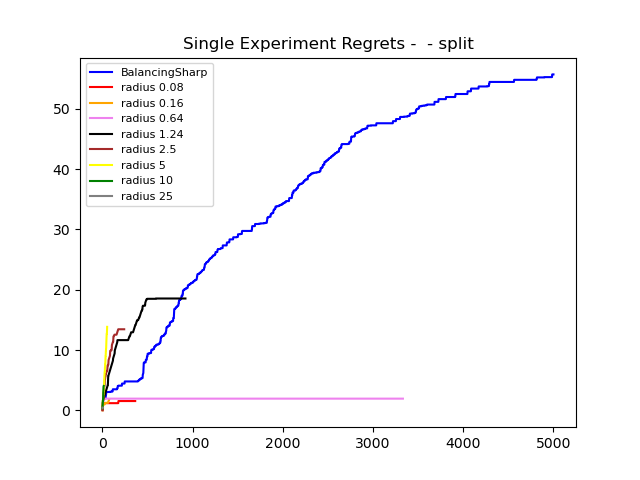 Single Experiment Regrets -  - split
BalancingSharp
radius 0.08
radius 0.16
radius 0.64
radius 1.24
radius 2.5
radius 5
radius 10
radius 25
50
40
30
20
10
0
0 1000 2000 3000 4000 5000